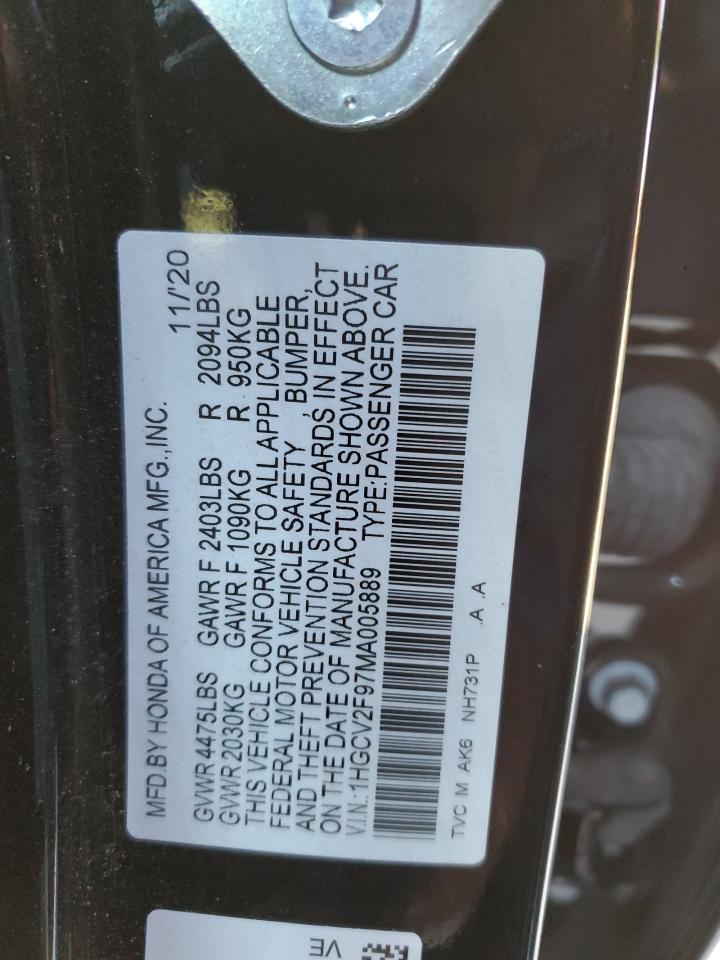 MFD.BY HONDA OF AMERICA MFG.,INC. 11/'20
GVWR 4475LBS GAWR F 2403LBS R 2094LBS
GVWR 2030KG GAWR F 1090KG R 950KG
THIS VEHICLE CONFORMS TO ALL APPLICABLE
FEDERAL MOTOR VEHICLE SAFETY , BUMPER,
AND THEFT PREVENTION STANDARDS, IN EFFECT
ON THE DATE OF MANUFACTURE SHOWN ABOVE.
V.I.N.:1HGCV2F97MA005889 TYPE:PASSENGER CAR
TVC M AK6 NH731P .A .A
VE